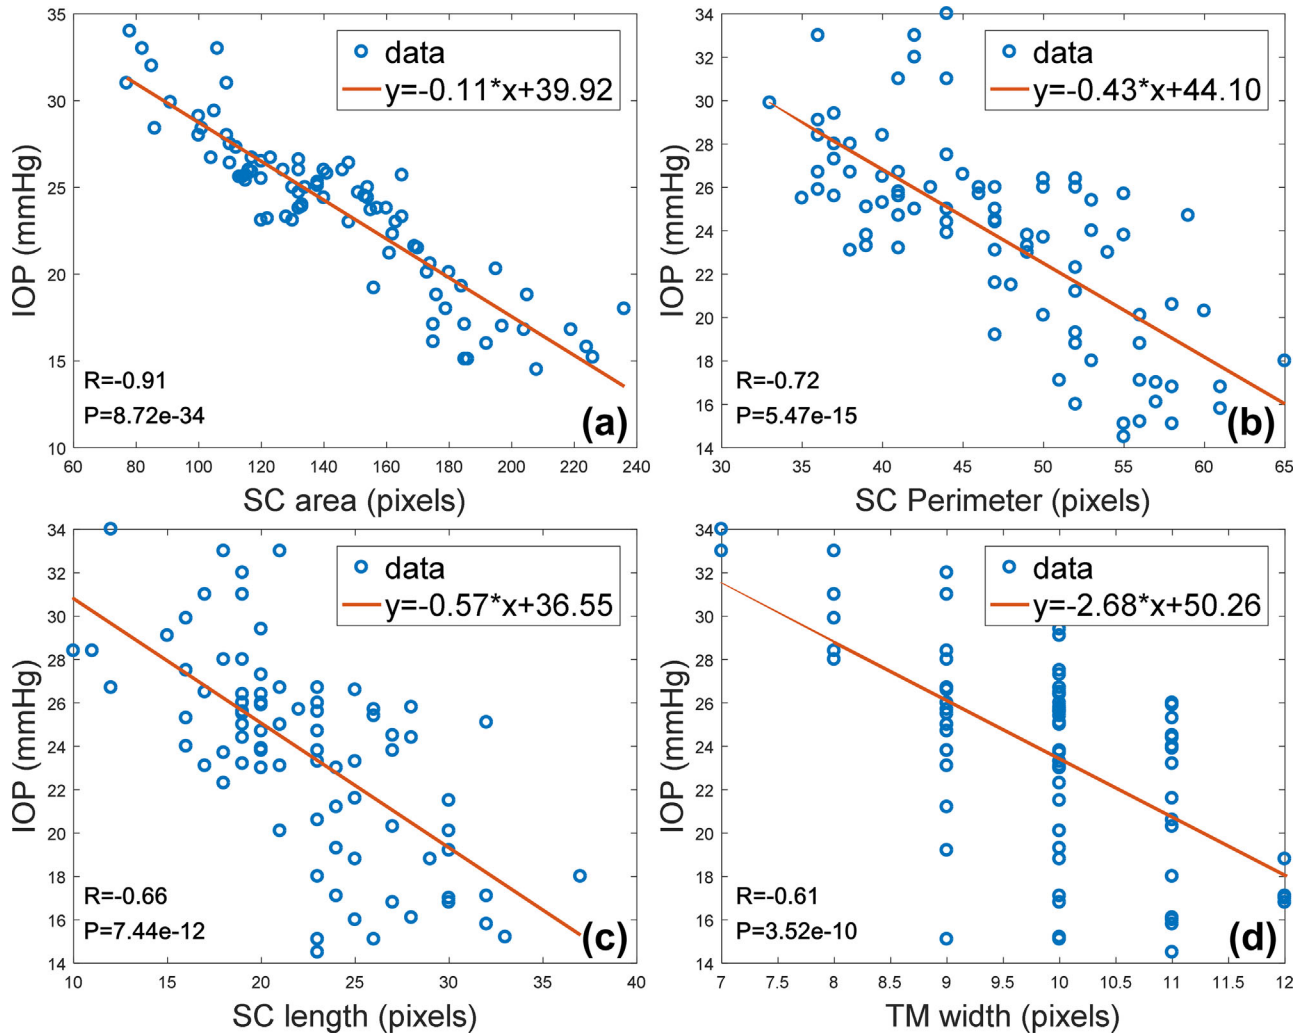 35
30
25
20
15
10
IOP (mmHg)
data
y=-0.11*x+39.92
R=-0.91
P=8.72e-34
(a)
60 80 100 120 140 160 180 200 220 240
SC area (pixels)
34
32
30
28
26
24
22
20
18
16
14
IOP (mmHg)
data
y=-0.43*x+44.10
R=-0.72
P=5.47e-15
(b)
30 35 40 45 50 55 60 65
SC Perimeter (pixels)
34
32
30
28
26
24
22
20
18
16
14
IOP (mmHg)
data
y=-0.57*x+36.55
R=-0.66
P=7.44e-12
(c)
10 15 20 25 30 35 40
SC length (pixels)
34
32
30
28
26
24
22
20
18
16
14
IOP (mmHg)
data
y=-2.68*x+50.26
R=-0.61
P=3.52e-10
(d)
7 7.5 8 8.5 9 9.5 10 10.5 11 11.5 12
TM width (pixels)